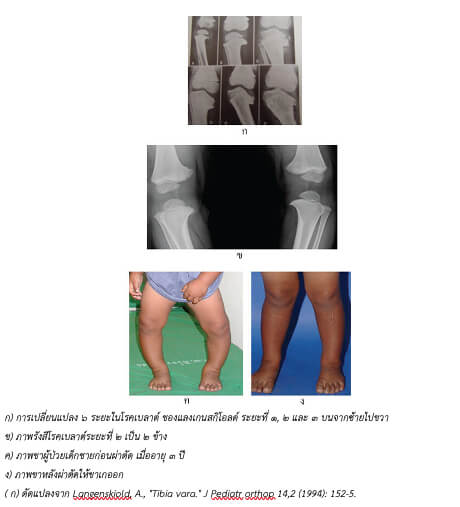 ก
ข
ค
ง
ก) การเปลี่ยนแปลง ๖ ระยะในโรคเบลาต์ ของแลงเกนสกีโอลด์ ระยะที่ ๑, ๒ และ ๓ บนจากซ้ายไปขวา
ข) ภาพรังสีโรคเบลาต์ระยะที่ ๒ เป็น ๒ ข้าง
ค) ภาพขาผู้ป่วยเด็กชายก่อนผ่าตัด เมื่ออายุ ๓ ปี
ง) ภาพขาหลังผ่าตัดให้ขาเกออก
( ก) ดัดแปลงจาก Langenskiold, A., "Tibia vara." J Pediatr orthop 14,2 (1994): 152-5.